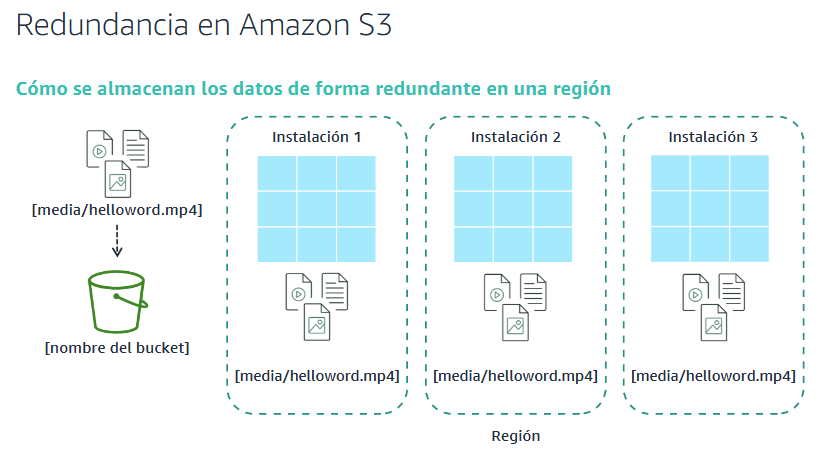 Redundancia en Amazon S3
Cómo se almacenan los datos de forma redundante en una región
[media/helloword.mp4]
[nombre del bucket]
Instalación 1
[media/helloword.mp4]
Instalación 2
[media/helloword.mp4]
Instalación 3
[media/helloword.mp4]
Región